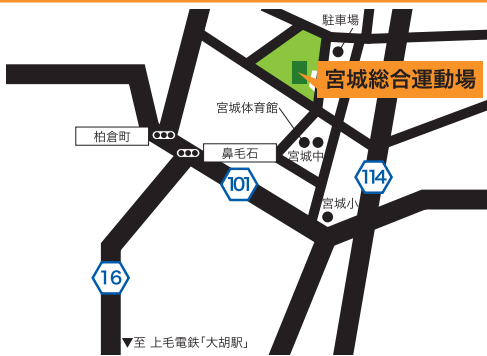 駐車場
宮城総合運動場
宮城体育館
柏倉町
鼻毛石
宮城中
101
114
宮城小
16
▼至 上毛電鉄「大胡駅」